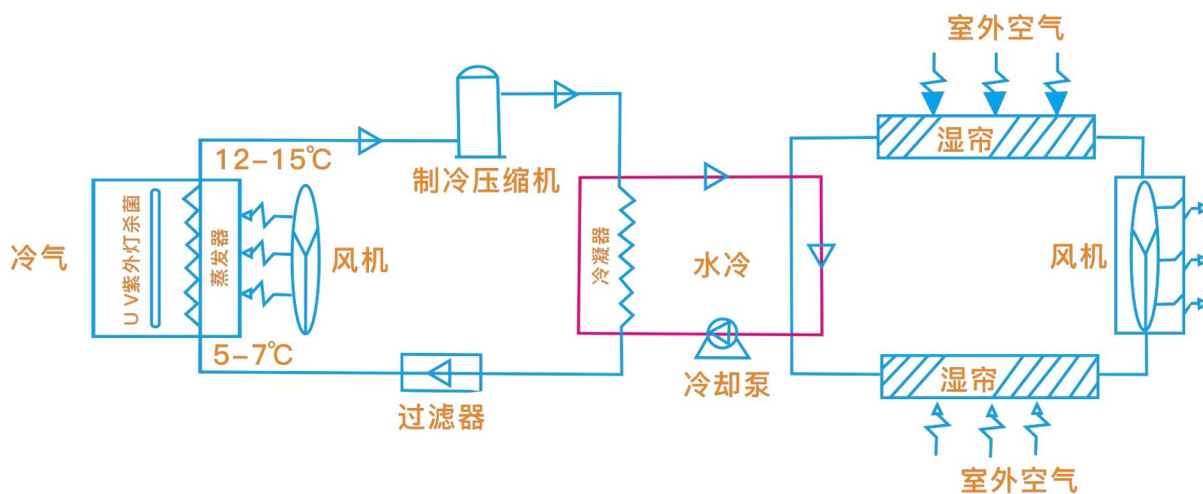 室外空气
湿帘
12-15℃
制冷压缩机
冷气
UV紫外灯杀菌
蒸发器
风机
冷凝器
水冷
风机
5-7℃
过滤器
冷却泵
湿帘
室外空气